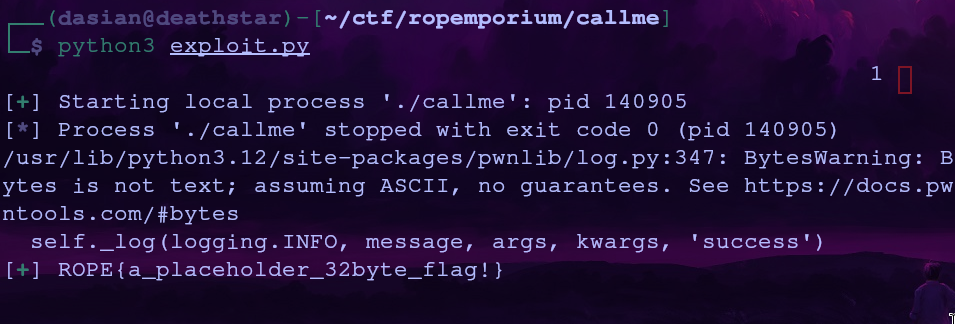 ┌──(dasian@deathstar)-[~/ctf/ropemporium/callme]
└─$ python3 exploit.py
1
[+] Starting local process './callme': pid 140905
[*] Process './callme' stopped with exit code 0 (pid 140905)
/usr/lib/python3.12/site-packages/pwnlib/log.py:347: BytesWarning: B
ytes is not text; assuming ASCII, no guarantees. See https://docs.pw
ntools.com/#bytes
  self._log(logging.INFO, message, args, kwargs, 'success')
[+] ROPE{a_placeholder_32byte_flag!}